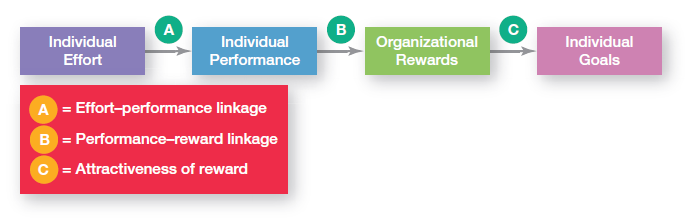 A
B
C
Individual
Effort
Individual
Performance
Organizational
Rewards
Individual
Goals
A = Effort–performance linkage
B = Performance–reward linkage
C = Attractiveness of reward